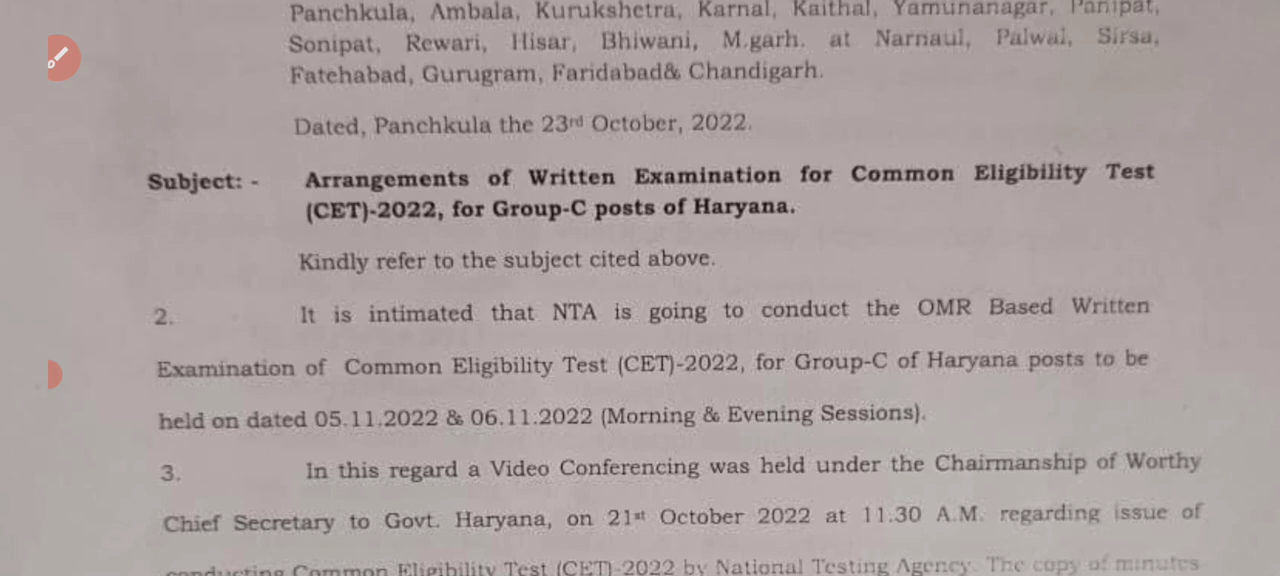 Panchkula, Ambala, Kurukshetra, Karnal, Kaithal, Yamunanagar, Panipat,
Sonipat, Rewari, Hisar, Bhiwani, M.garh. at Narnaul, Palwal, Sirsa,
Fatehabad, Gurugram, Faridabad& Chandigarh.
Dated, Panchkula the 23rd October, 2022.
Subject: - Arrangements of Written Examination for Common Eligibility Test
(CET)-2022, for Group-C posts of Haryana.
Kindly refer to the subject cited above.
2. It is intimated that NTA is going to conduct the OMR Based Written
Examination of Common Eligibility Test (CET)-2022, for Group-C of Haryana posts to be
held on dated 05.11.2022 & 06.11.2022 (Morning & Evening Sessions).
3. In this regard a Video Conferencing was held under the Chairmanship of Worthy
Chief Secretary to Govt. Haryana, on 21st October 2022 at 11.30 A.M. regarding issue of
conducting Common Eligibility Test (CET)-2022 by National Testing Agency. The copy of minutes